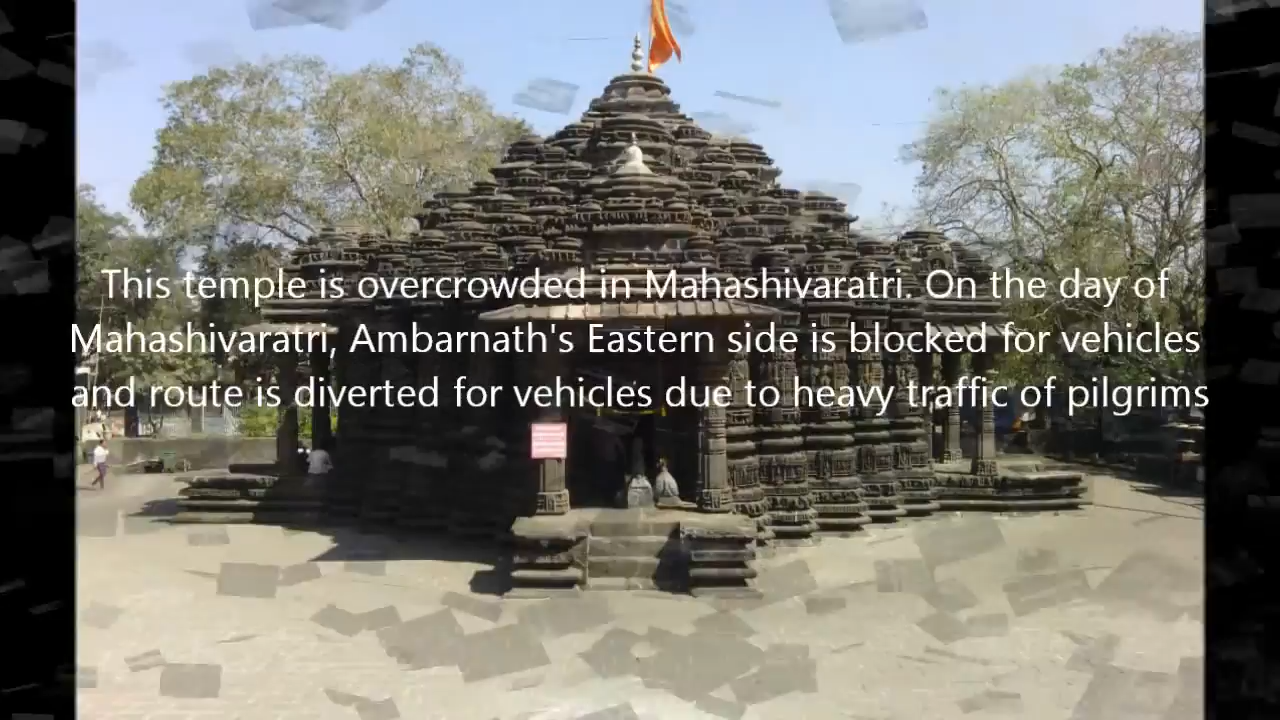 This temple is overcrowded in Mahashivaratri. On the day of
Mahashivaratri, Ambarnath's Eastern side is blocked for vehicles
and route is diverted for vehicles due to heavy traffic of pilgrims